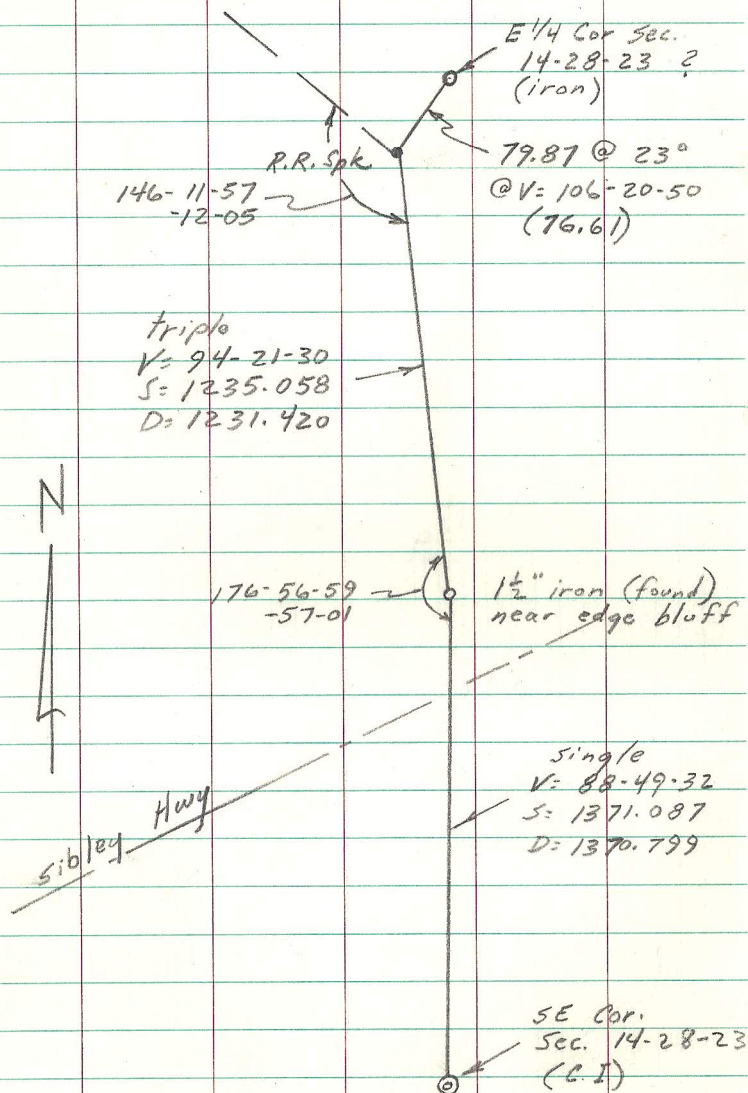 E 1/4 Cor Sec.
14-28-23 ?
(iron)
R.R. Spk
79.87 @ 23°
@ V= 106-20-50
(76.61)
146-11-57
-12-05
triple
V= 94-21-30
S= 1235.058
D= 1231.420
N
176-56-59
-57-01
1½" iron (found)
near edge bluff
single
V= 88-49-32
S= 1371.087
D= 1370.799
Sibley Hwy
SE Cor.
Sec. 14-28-23
(C.I)